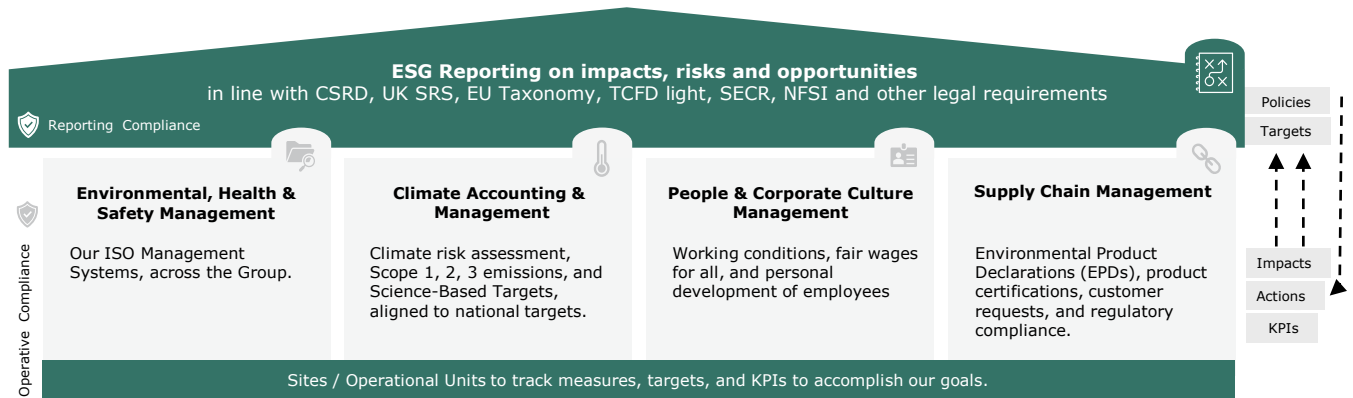 ESG Reporting on impacts, risks and opportunities
in line with CSRD, UK SRS, EU Taxonomy, TCFD light, SECR, NFSI and other legal requirements
Reporting Compliance
Policies
Targets
Environmental, Health &
Safety Management
Our ISO Management
Systems, across the Group.
Climate Accounting &
Management
Climate risk assessment,
Scope 1, 2, 3 emissions, and
Science-Based Targets,
aligned to national targets.
People & Corporate Culture
Management
Working conditions, fair wages
for all, and personal
development of employees
Supply Chain Management
Environmental Product
Declarations (EPDs), product
certifications, customer
requests, and regulatory
compliance.
Operative Compliance
Impacts
Actions
KPIs
Sites / Operational Units to track measures, targets, and KPIs to accomplish our goals.